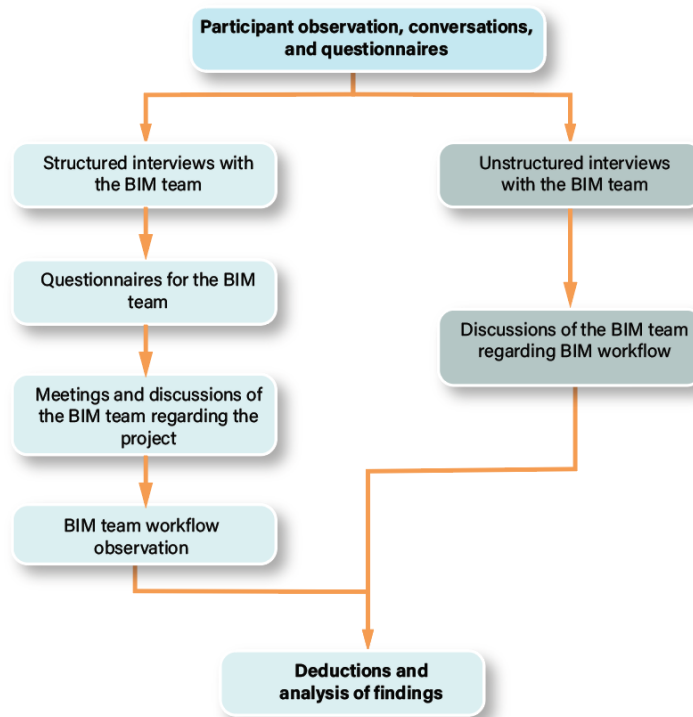 Participant observation, conversations,
and questionnaires
Structured interviews with
the BIM team
Unstructured interviews
with the BIM team
Questionnaires for the BIM
team
Discussions of the BIM team
regarding BIM workflow
Meetings and discussions of
the BIM team regarding the
project
BIM team workflow
observation
Deductions and
analysis of findings